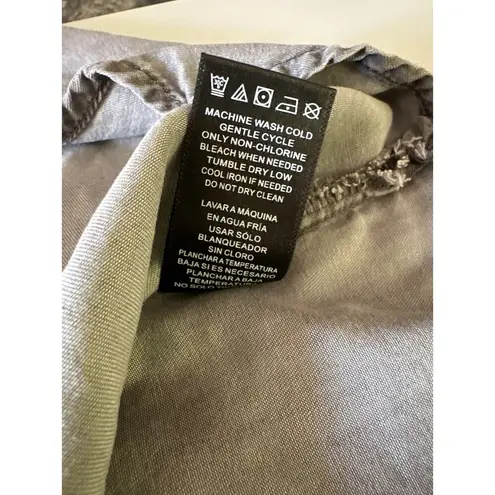 MACHINE WASH COLD
GENTLE CYCLE
ONLY NON-CHLORINE
BLEACH WHEN NEEDED
TUMBLE DRY LOW
COOL IRON IF NEEDED
DO NOT DRY CLEAN
LAVAR A MÁQUINA
EN AGUA FRÍA
USAR SÓLO
BLANQUEADOR
SIN CLORO
PLANCHAR A TEMPERATURA
BAJA SI ES NECESARIO
PLANCHAR A BAJA
NO